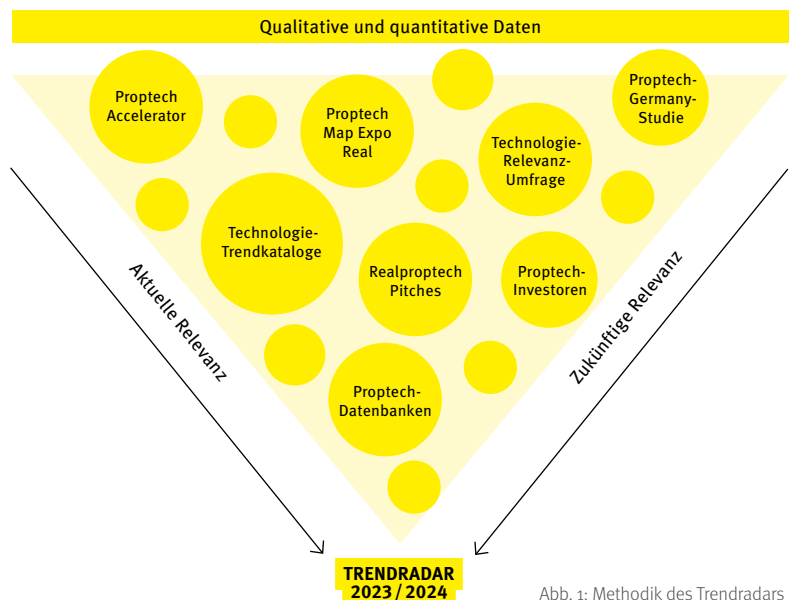 Qualitative und quantitative Daten
Proptech
Accelerator
Proptech
Map Expo
Real
Technologie-
Relevanz-
Umfrage
Proptech-
Germany-
Studie
Technologie-
Trendkataloge
Realproptech
Pitches
Proptech-
Investoren
Proptech-
Datenbanken
Aktuelle Relevanz
Zukünftige Relevanz
TRENDRADAR
2023/2024
Abb. 1: Methodik des Trendradars